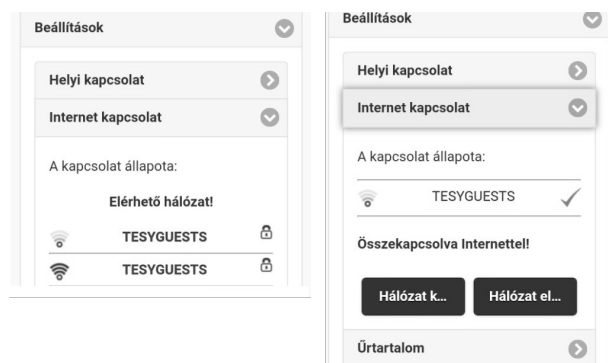 Beállítások
Helyi kapcsolat
Internet kapcsolat
A kapcsolat állapota:
Elérhető hálózat!
TESYGUESTS
TESYGUESTS
Beállítások
Helyi kapcsolat
Internet kapcsolat
A kapcsolat állapota:
TESYGUESTS
Összekapcsolva Internettel!
Hálózat k... Hálózat el...
Űrtartalom